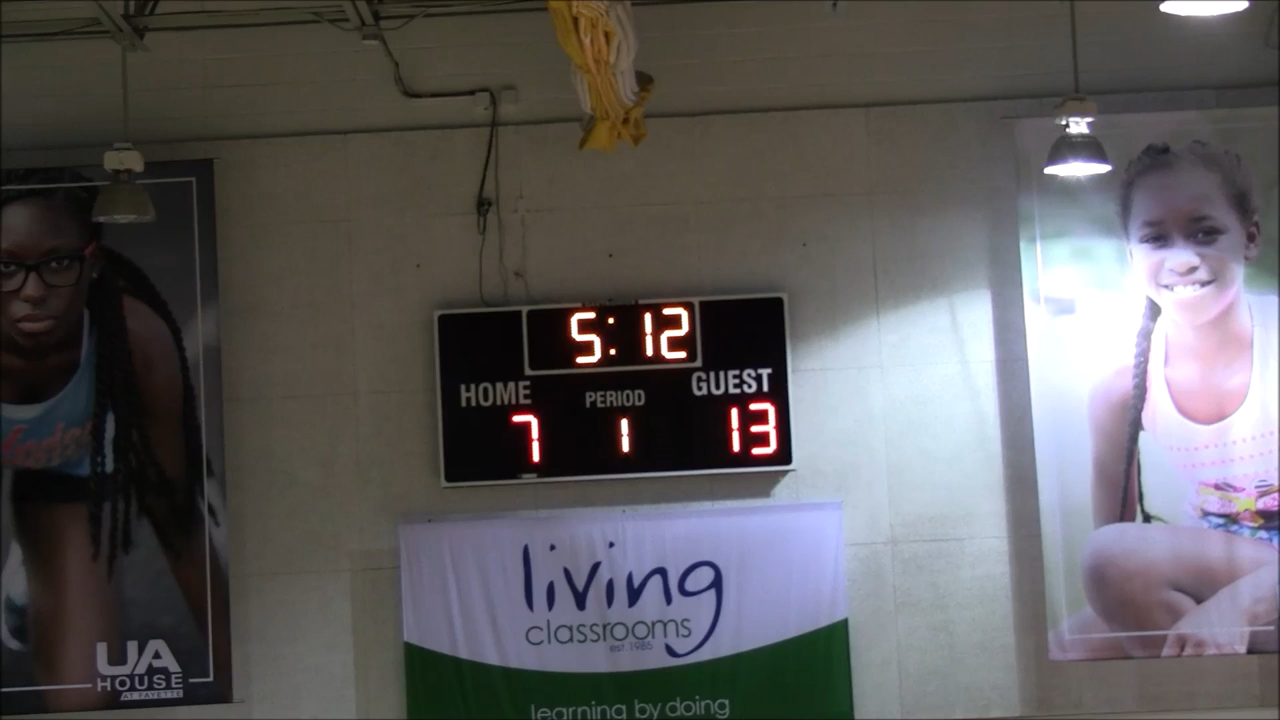 5:12
HOME PERIOD GUEST
7 1 13
living
classrooms
est. 1985
learning by doing
UA
HOUSE
AT FAYETTE